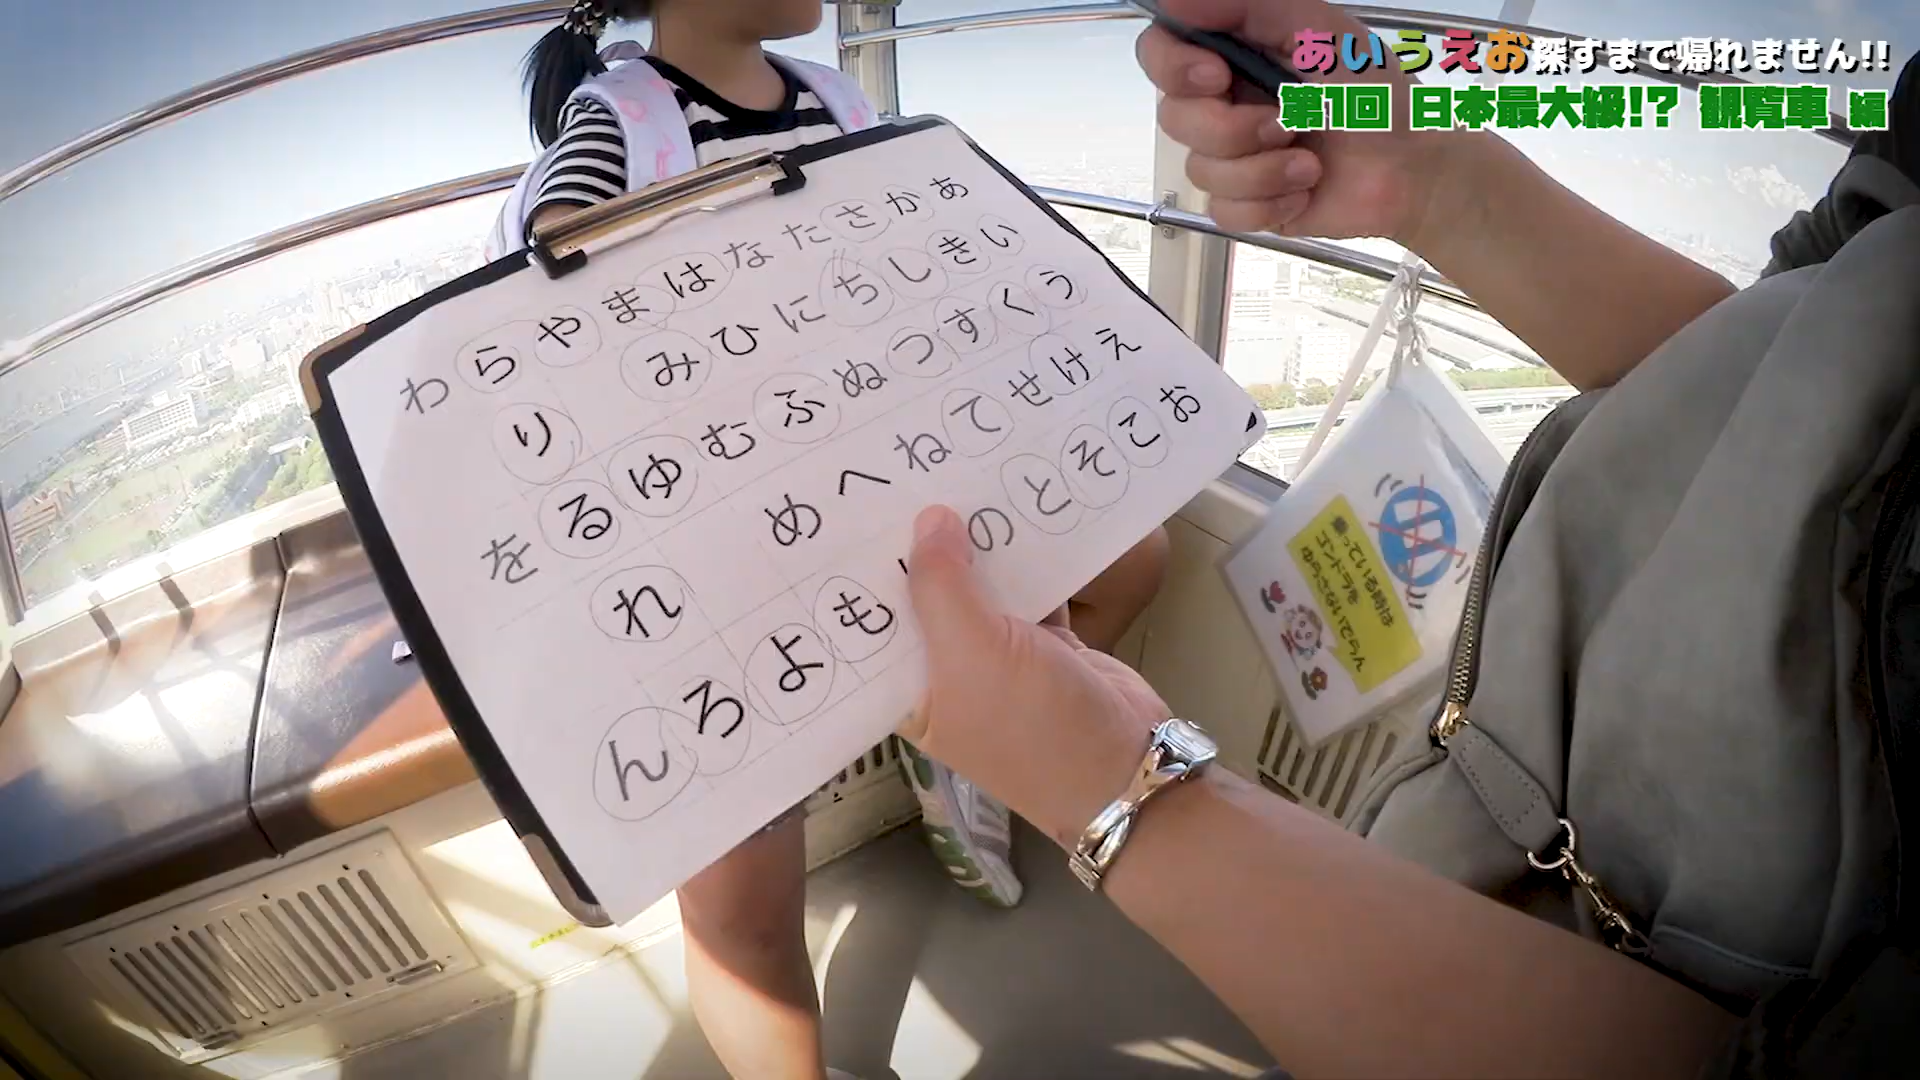 あいうえお探すまで帰れません!!
第1回 日本最大級!? 観覧車 編
あかさたなはまやらわ
いきしちにひみり
うくすつぬふむゆるを
えけせてねへめれ
おこそとのもよろん
乗っている時は
ゴンドラを
ゆらさないでのん